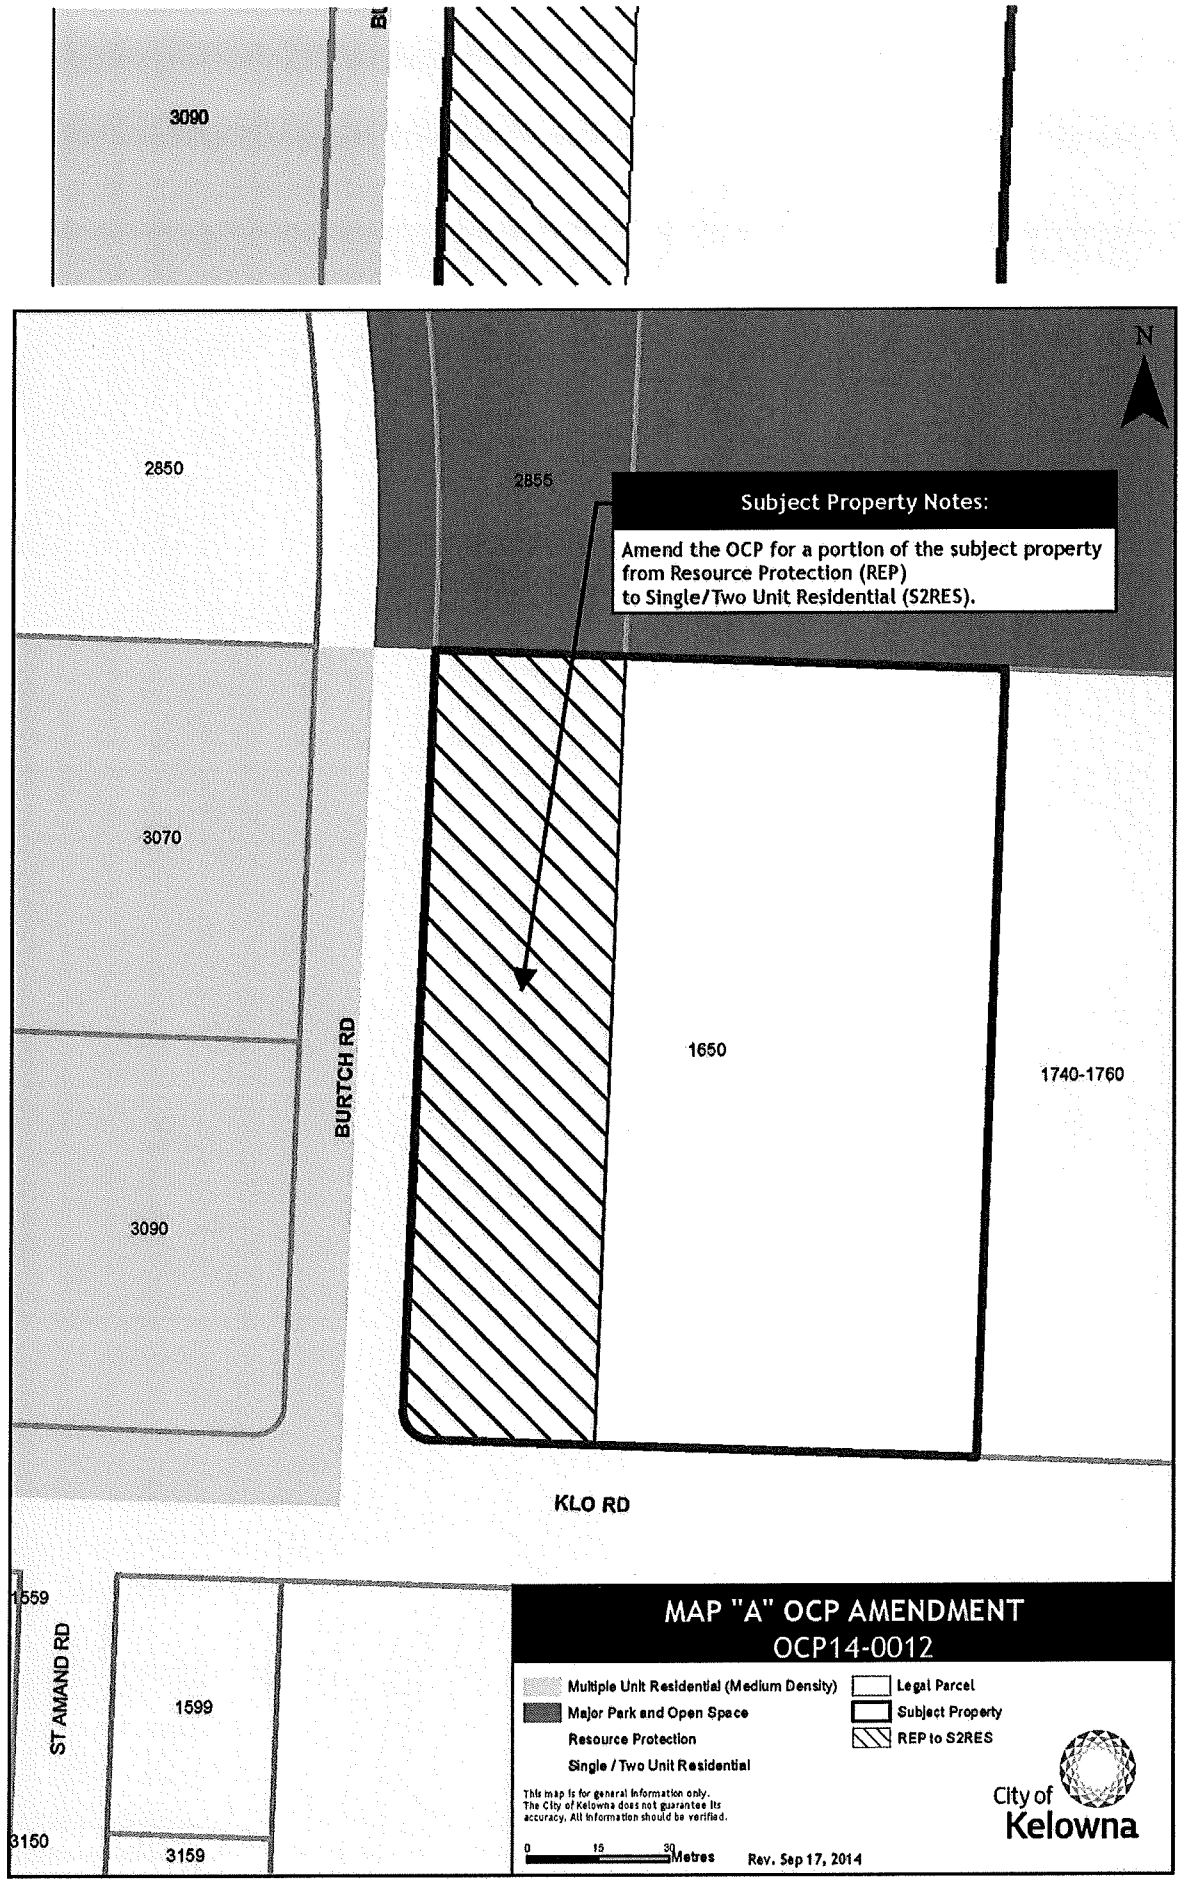 BU
3090
N
2850
2855
Subject Property Notes:
Amend the OCP for a portion of the subject property
from Resource Protection (REP)
to Single/Two Unit Residential (S2RES).
3070
BURTCH RD
1650
1740-1760
3090
KLO RD
1559
ST AMAND RD
1599
3150
3159
MAP "A" OCP AMENDMENT
OCP14-0012
Multiple Unit Residential (Medium Density)
Major Park and Open Space
Resource Protection
Single / Two Unit Residential
Legal Parcel
Subject Property
REP to S2RES
This map is for general information only.
The City of Kelowna does not guarantee its
accuracy. All information should be verified.
0 15 30 Metres
Rev. Sep 17, 2014
City of
Kelowna